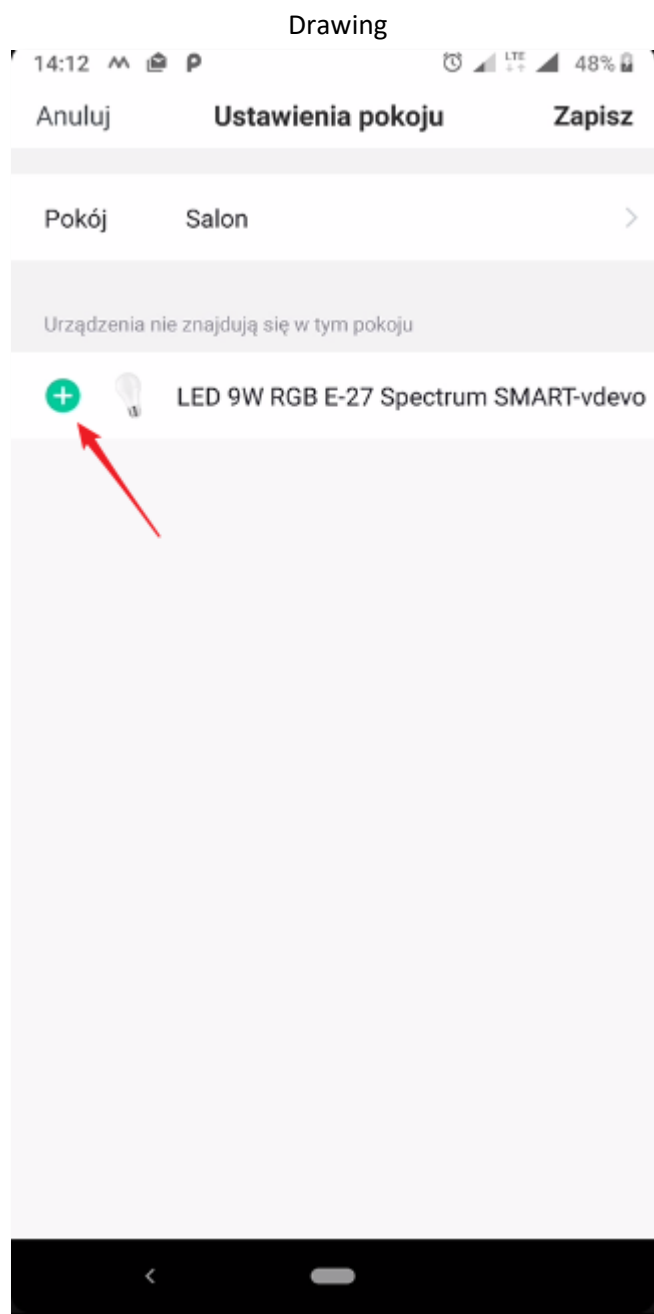 Drawing
14:12 LTE 48%
Anuluj Ustawienia pokoju Zapisz
Pokój Salon
Urządzenia nie znajdują się w tym pokoju
LED 9W RGB E-27 Spectrum SMART-vdevo